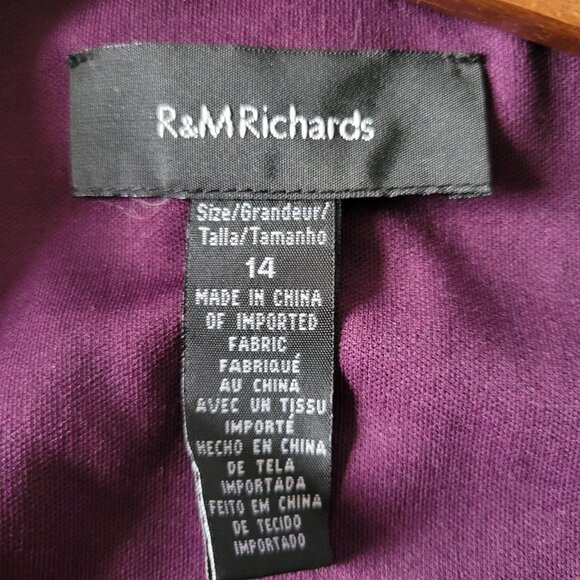 R&M Richards
Size/Grandeur/
Talla/Tamanho
14
MADE IN CHINA
OF IMPORTED
FABRIC
FABRIQUÉ
AU CHINA
AVEC UN TISSU
IMPORTÉ
HECHO EN CHINA
DE TELA
IMPORTADA
FEITO EM CHINA
DE TECIDO
IMPORTADO